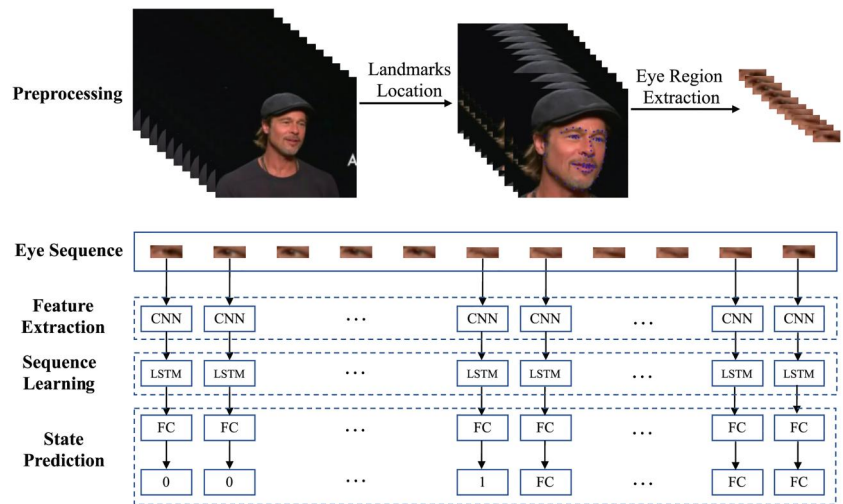 Landmarks
Location
Eye Region
Extraction
Preprocessing
A
Eye Sequence
Feature
Extraction
CNN CNN ... CNN CNN ... CNN CNN
Sequence
Learning
LSTM LSTM ... LSTM LSTM ... LSTM LSTM
State
Prediction
FC FC ... FC FC ... FC FC
0 0 ... 1 FC ... FC FC